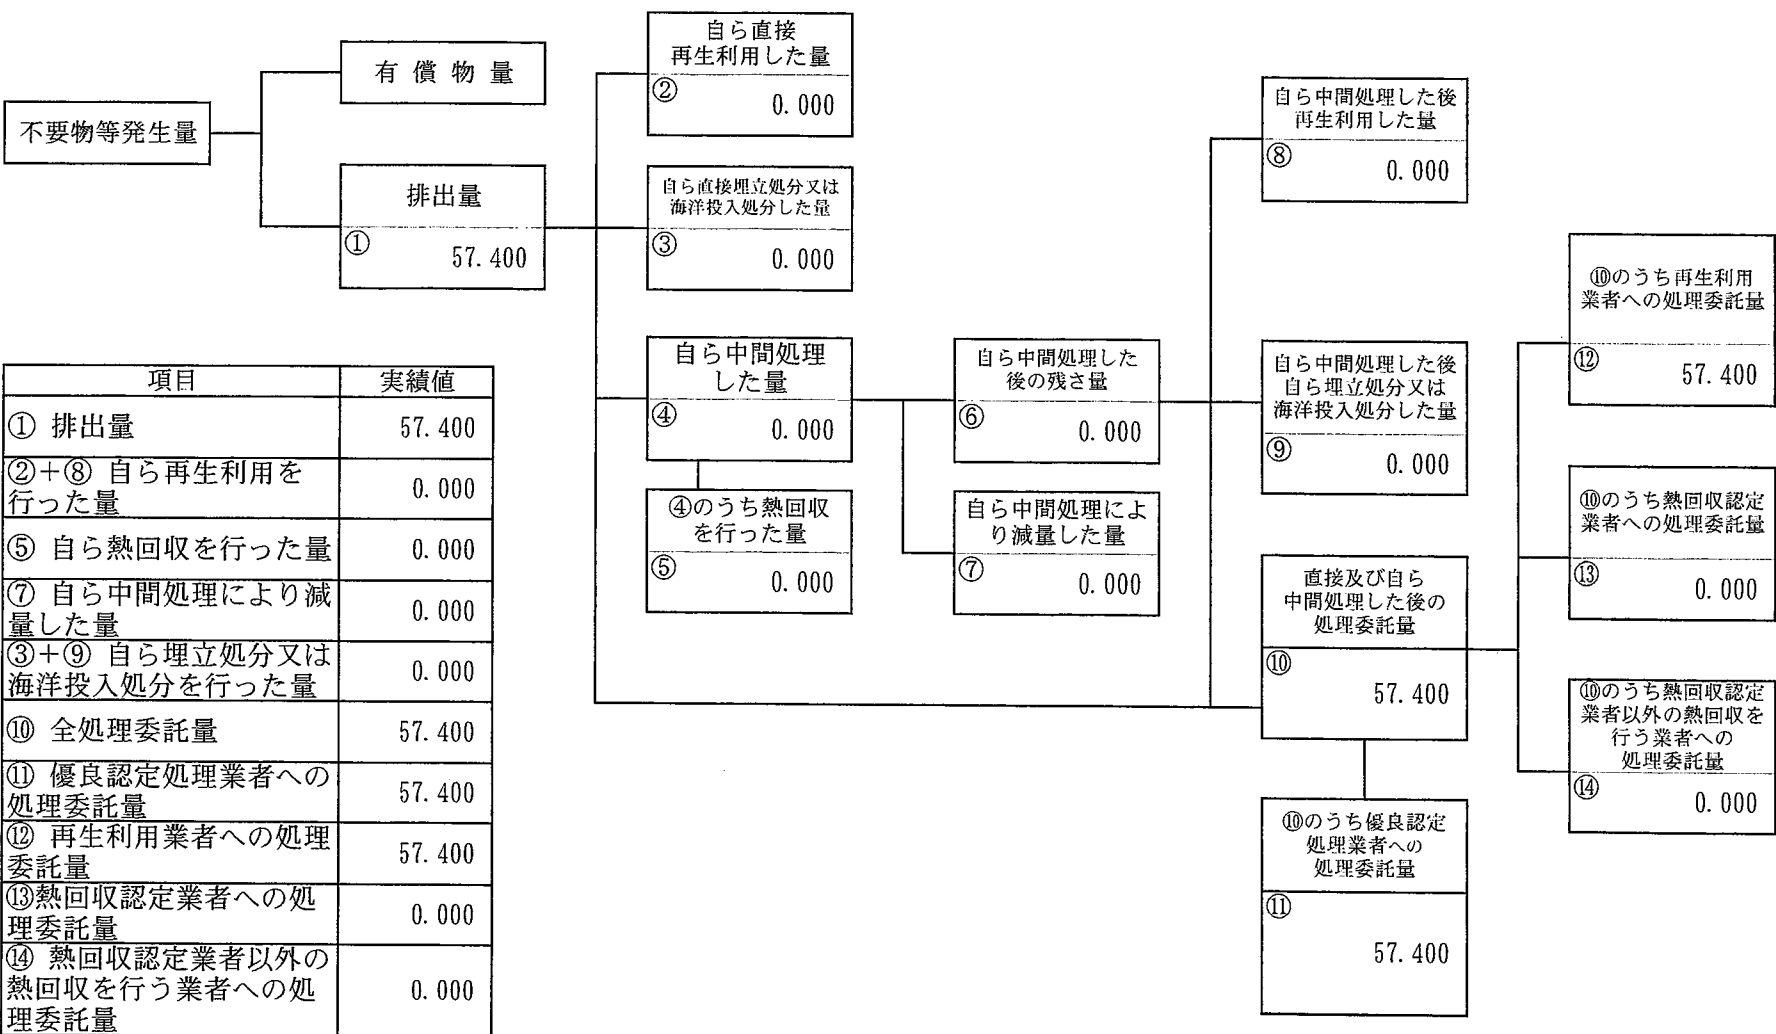 不要物等発生量
有 償 物 量
排出量
① 57.400
自ら直接
再生利用した量
② 0.000
自ら直接埋立処分又は
海洋投入処分した量
③ 0.000
自ら中間処理
した量
④ 0.000
④のうち熱回収
を行った量
⑤ 0.000
自ら中間処理した
後の残さ量
⑥ 0.000
自ら中間処理によ
り減量した量
⑦ 0.000
自ら中間処理した後
再生利用した量
⑧ 0.000
自ら中間処理した後
自ら埋立処分又は
海洋投入処分した量
⑨ 0.000
直接及び自ら
中間処理した後の
処理委託量
⑩ 57.400
⑩のうち優良認定
処理業者への
処理委託量
⑪ 57.400
⑩のうち再生利用
業者への処理委託量
⑫ 57.400
⑩のうち熱回収認定
業者への処理委託量
⑬ 0.000
⑩のうち熱回収認定
業者以外の熱回収を
行う業者への
処理委託量
⑭ 0.000
項目 実績値
① 排出量 57.400
②+⑧ 自ら再生利用を
行った量 0.000
⑤ 自ら熱回収を行った量 0.000
⑦ 自ら中間処理により減
量した量 0.000
③+⑨ 自ら埋立処分又は
海洋投入処分を行った量 0.000
⑩ 全処理委託量 57.400
⑪ 優良認定処理業者への
処理委託量 57.400
⑫ 再生利用業者への処理
委託量 57.400
⑬熱回収認定業者への処
理委託量 0.000
⑭ 熱回収認定業者以外の
熱回収を行う業者への処
理委託量 0.000